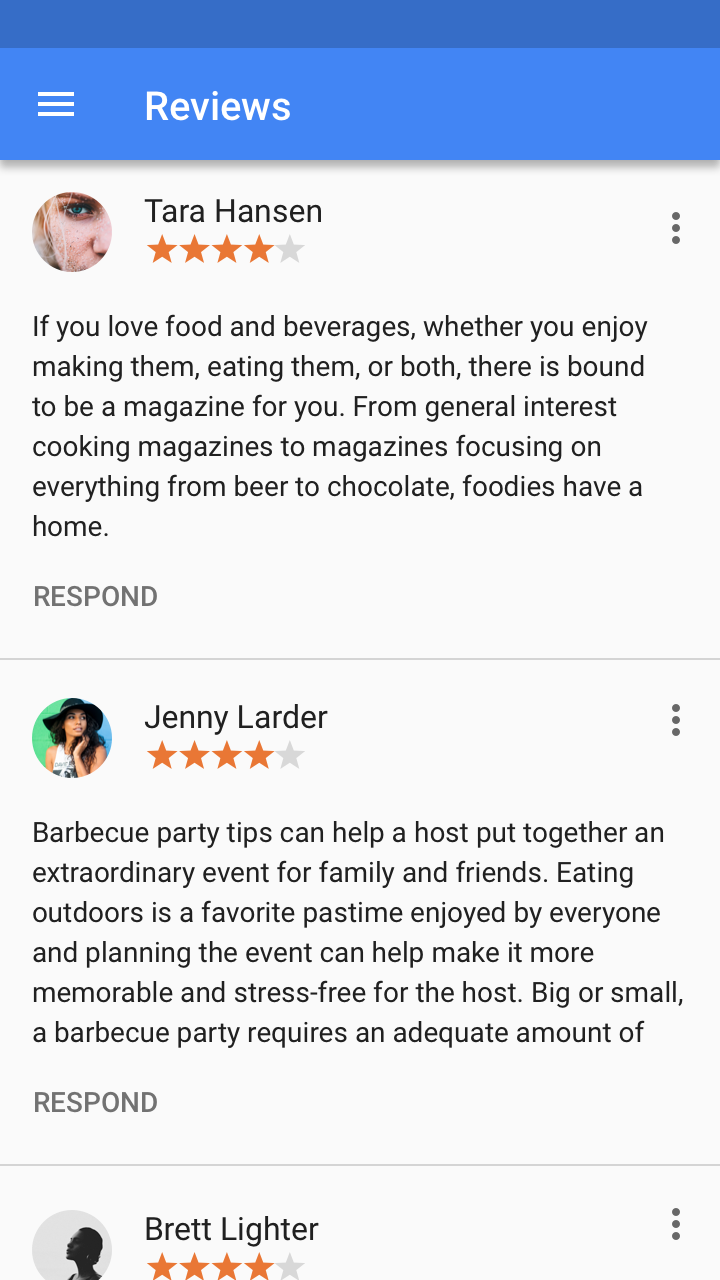 Reviews
Tara Hansen
If you love food and beverages, whether you enjoy
making them, eating them, or both, there is bound
to be a magazine for you. From general interest
cooking magazines to magazines focusing on
everything from beer to chocolate, foodies have a
home.
RESPOND
Jenny Larder
Barbecue party tips can help a host put together an
extraordinary event for family and friends. Eating
outdoors is a favorite pastime enjoyed by everyone
and planning the event can help make it more
memorable and stress-free for the host. Big or small,
a barbecue party requires an adequate amount of
RESPOND
Brett Lighter